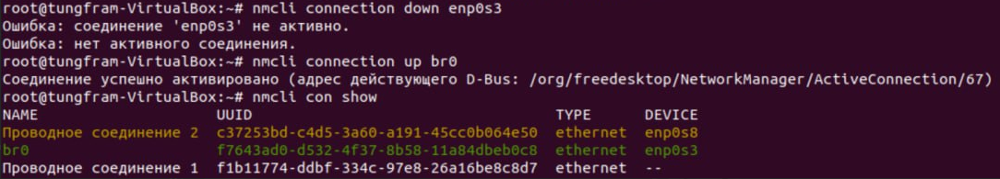 root@tungfram-VirtualBox:~# nmcli connection down enp0s3
Ошибка: соединение 'enp0s3' не активно.
Ошибка: нет активного соединения.
root@tungfram-VirtualBox:~# nmcli connection up br0
Соединение успешно активировано (адрес действующего D-Bus: /org/freedesktop/NetworkManager/ActiveConnection/67)
root@tungfram-VirtualBox:~# nmcli con show
NAME UUID TYPE DEVICE
Проводное соединение 2 c37253bd-c4d5-3a60-a191-45cc0b064e50 ethernet enp0s8
br0 f7643ad0-d532-4f37-8b58-11a84dbeb0c8 ethernet enp0s3
Проводное соединение 1 f1b11774-ddbf-334c-97e8-26a16be8c8d7 ethernet --